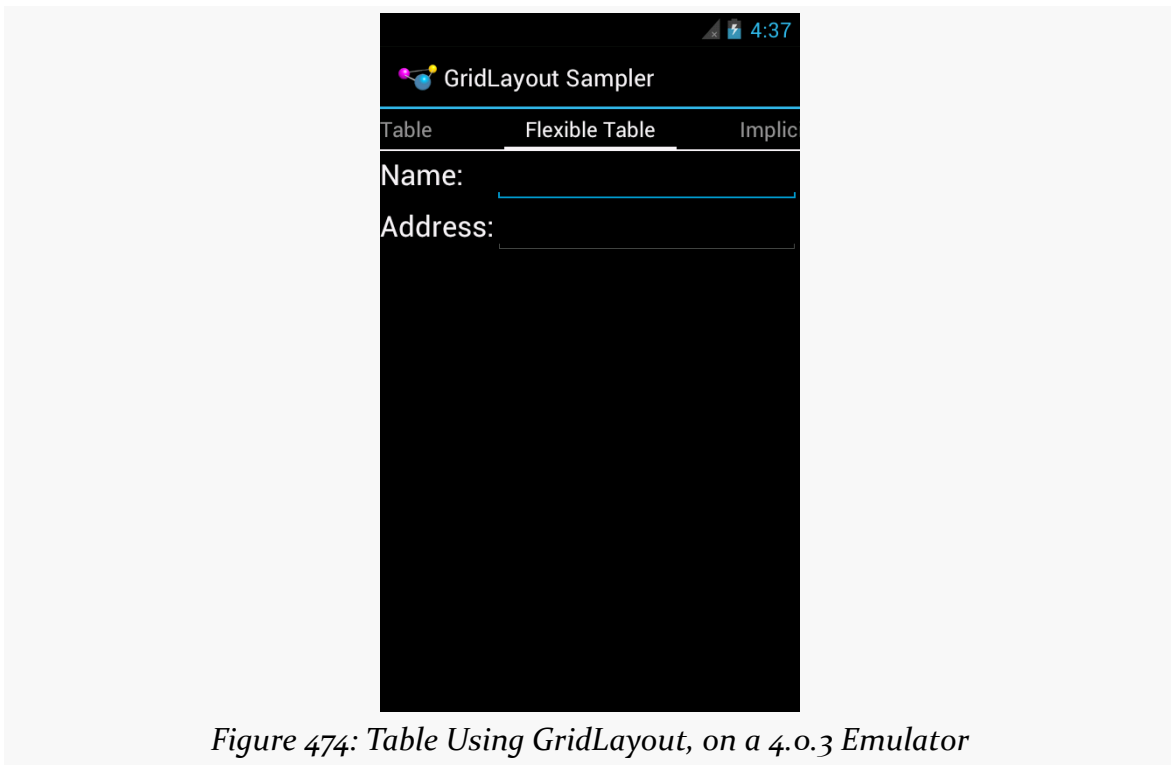 4:37
GridLayout Sampler
Table Flexible Table Implici
Name:
Address:
Figure 474: Table Using GridLayout, on a 4.0.3 Emulator